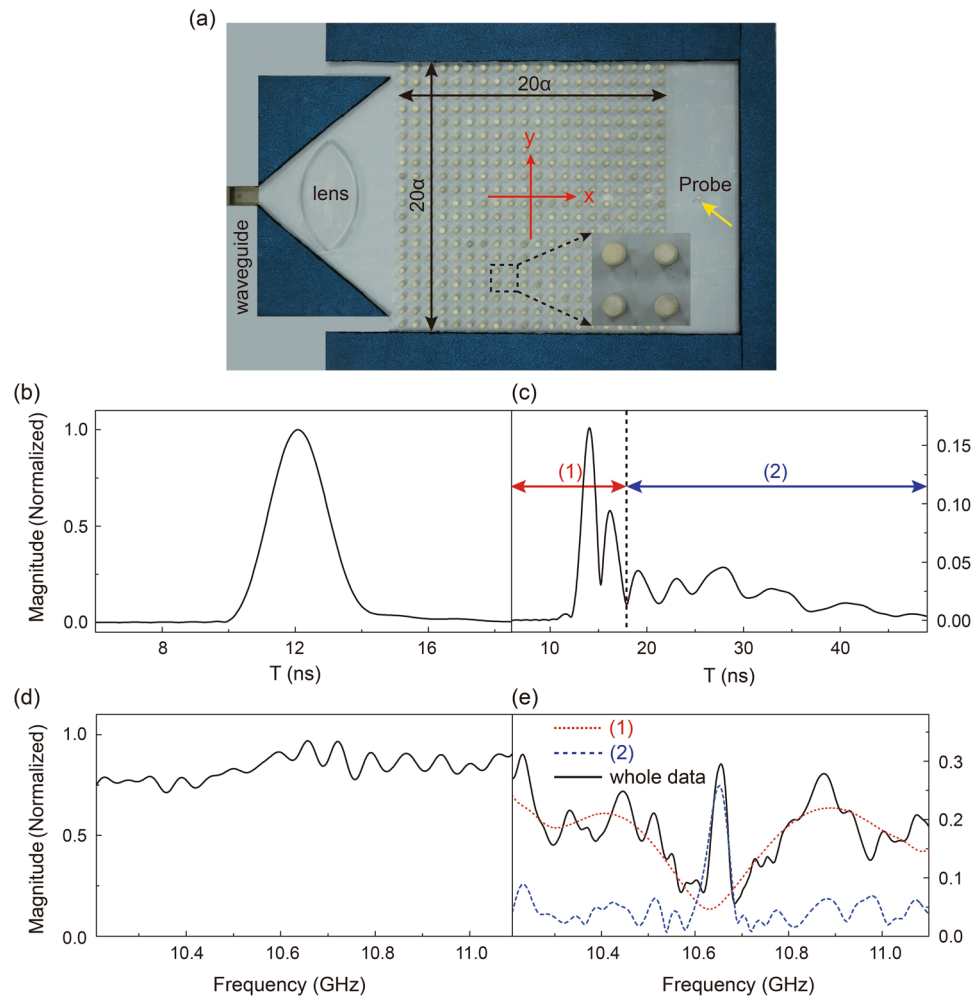 (a)
20α
20α
y
x
lens
Probe
waveguide
(b)
(c)
Magnitude (Normalized)
1.0
0.5
0.0
8
12
16
T (ns)
(1)
(2)
0.15
0.10
0.05
0.00
10
20
30
40
T (ns)
(d)
(e)
Magnitude (Normalized)
1.0
0.5
0.0
10.4
10.6
10.8
11.0
Frequency (GHz)
(1)
(2)
whole data
0.3
0.2
0.1
0.0
10.4
10.6
10.8
11.0
Frequency (GHz)